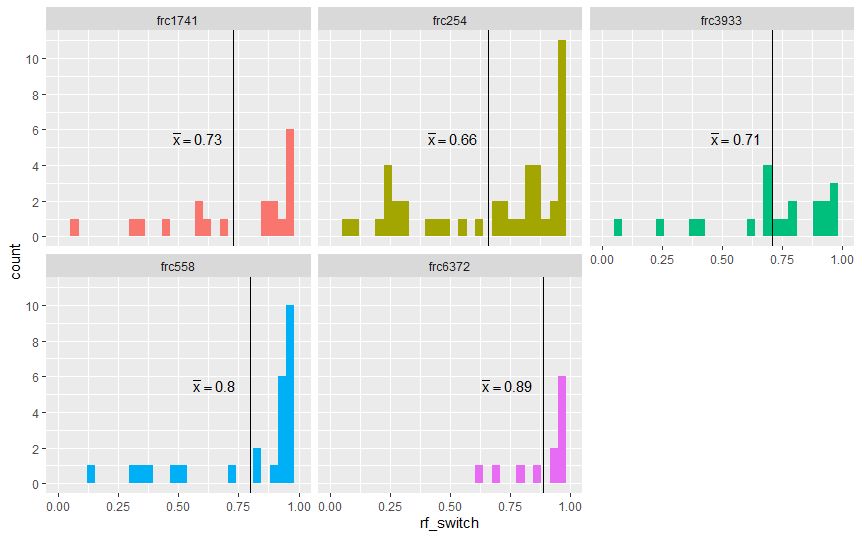 frc1741
frc254
frc3933
10
8
6
4
2
0
x = 0.73
x = 0.66
x = 0.71
0.00 0.25 0.50 0.75 1.00
count
frc558
frc6372
10
8
6
4
2
0
x = 0.8
x = 0.89
0.00 0.25 0.50 0.75 1.00
0.00 0.25 0.50 0.75 1.00
rf_switch